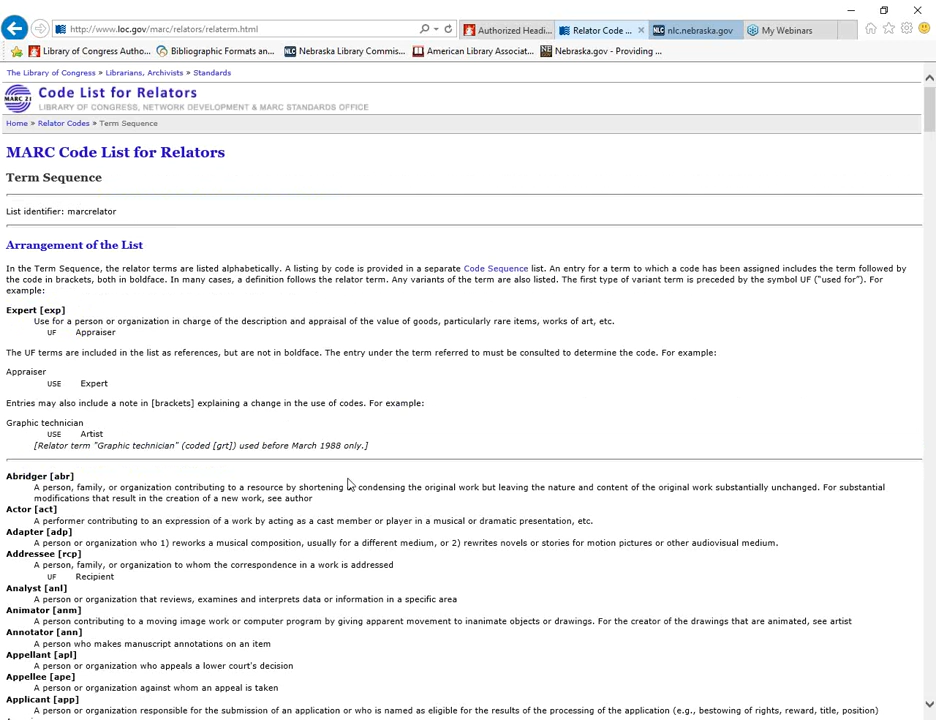 http://www.loc.gov/marc/relators/relaterm.html
Authorized Headi...
Relator Code ...
NLC nlc.nebraska.gov
My Webinars
Library of Congress Autho...
Bibliographic Formats an...
NLC Nebraska Library Commis...
American Library Associat...
Nebraska.gov - Providing ...
The Library of Congress » Librarians, Archivists » Standards
MARC 21
Code List for Relators
LIBRARY OF CONGRESS, NETWORK DEVELOPMENT & MARC STANDARDS OFFICE
Home » Relator Codes » Term Sequence
MARC Code List for Relators
Term Sequence
List identifier: marcrelator
Arrangement of the List
In the Term Sequence, the relator terms are listed alphabetically. A listing by code is provided in a separate Code Sequence list. An entry for a term to which a code has been assigned includes the term followed by
the code in brackets, both in boldface. In many cases, a definition follows the relator term. Any variants of the term are also listed. The first type of variant term is preceded by the symbol UF ("used for"). For
example:
Expert [exp]
Use for a person or organization in charge of the description and appraisal of the value of goods, particularly rare items, works of art, etc.
UF Appraiser
The UF terms are included in the list as references, but are not in boldface. The entry under the term referred to must be consulted to determine the code. For example:
Appraiser
USE Expert
Entries may also include a note in [brackets] explaining a change in the use of codes. For example:
Graphic technician
USE Artist
[Relator term "Graphic technician" (coded [grt]) used before March 1988 only.]
Abridger [abr]
A person, family, or organization contributing to a resource by shortening condensing the original work but leaving the nature and content of the original work substantially unchanged. For substantial
modifications that result in the creation of a new work, see author
Actor [act]
A performer contributing to an expression of a work by acting as a cast member or player in a musical or dramatic presentation, etc.
Adapter [adp]
A person or organization who 1) reworks a musical composition, usually for a different medium, or 2) rewrites novels or stories for motion pictures or other audiovisual medium.
Addressee [rcp]
A person, family, or organization to whom the correspondence in a work is addressed
UF Recipient
Analyst [anl]
A person or organization that reviews, examines and interprets data or information in a specific area
Animator [anm]
A person contributing to a moving image work or computer program by giving apparent movement to inanimate objects or drawings. For the creator of the drawings that are animated, see artist
Annotator [ann]
A person who makes manuscript annotations on an item
Appellant [apl]
A person or organization who appeals a lower court's decision
Appellee [ape]
A person or organization against whom an appeal is taken
Applicant [app]
A person or organization responsible for the submission of an application or who is named as eligible for the results of the processing of the application (e.g., bestowing of rights, reward, title, position)